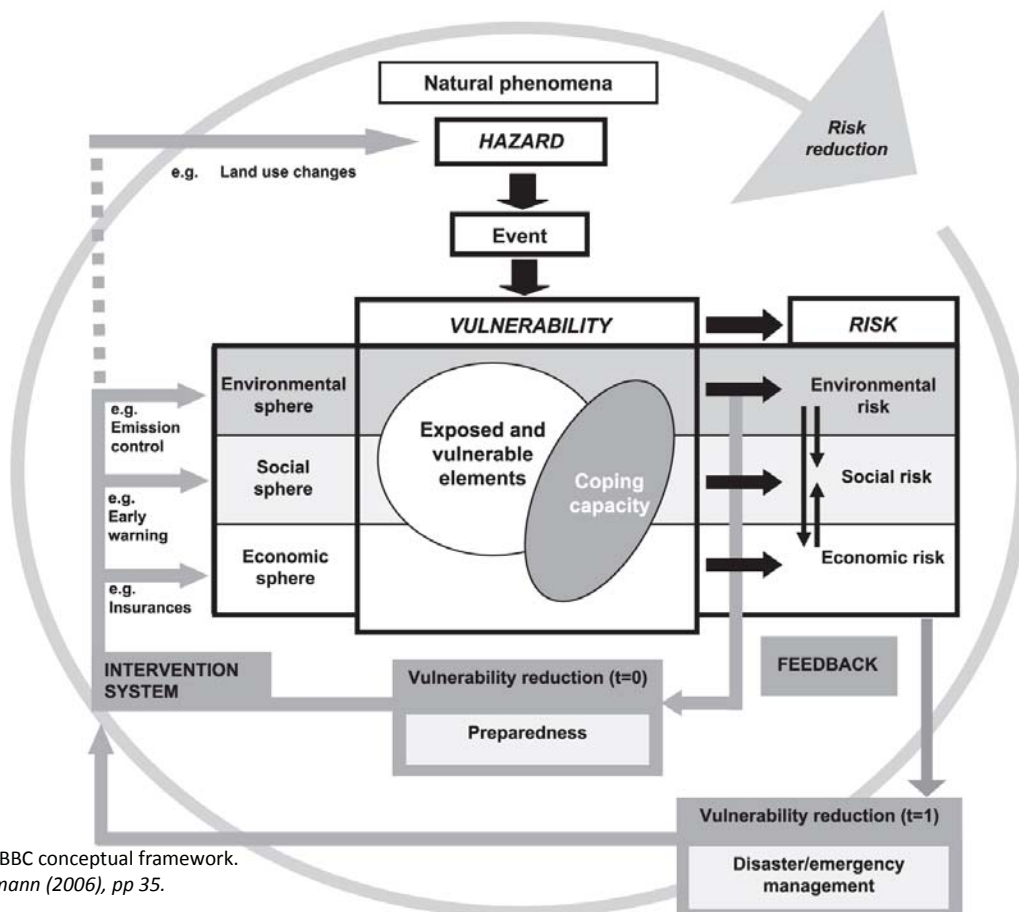 Natural phenomena
HAZARD
Risk
reduction
e.g. Land use changes
Event
VULNERABILITY
RISK
Environmental
sphere
Environmental
risk
e.g.
Emission
control
Exposed and
vulnerable
elements
Social
sphere
Coping
capacity
Social risk
e.g.
Early
warning
Economic
sphere
Economic risk
e.g.
Insurances
INTERVENTION
SYSTEM
Vulnerability reduction (t=0)
Preparedness
FEEDBACK
Vulnerability reduction (t=1)
Disaster/emergency
management
BBC conceptual framework.
mann (2006), pp 35.